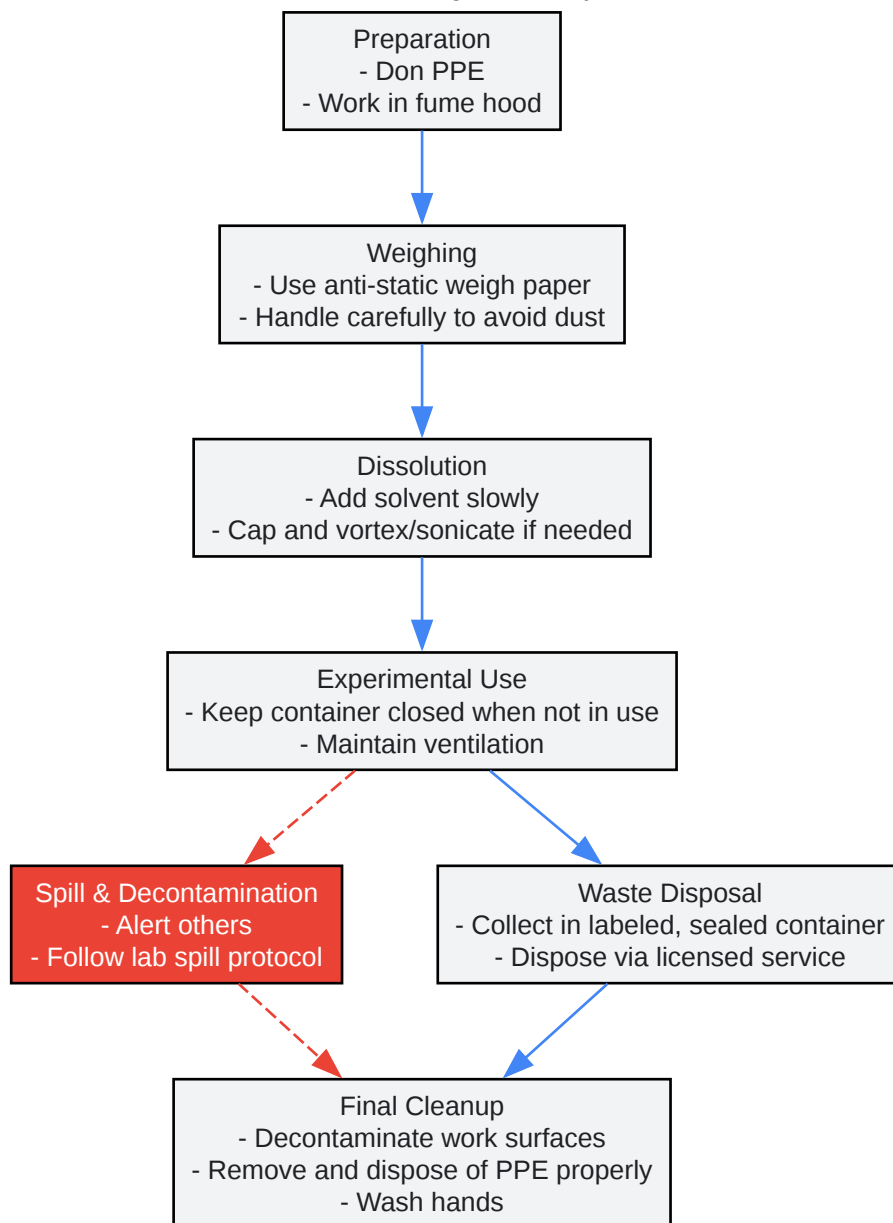 Preparation
- Don PPE
- Work in fume hood
Weighing
- Use anti-static weigh paper
- Handle carefully to avoid dust
Dissolution
- Add solvent slowly
- Cap and vortex/sonicate if needed
Experimental Use
- Keep container closed when not in use
- Maintain ventilation
Spill & Decontamination
- Alert others
- Follow lab spill protocol
Waste Disposal
- Collect in labeled, sealed container
- Dispose via licensed service
Final Cleanup
- Decontaminate work surfaces
- Remove and dispose of PPE properly
- Wash hands